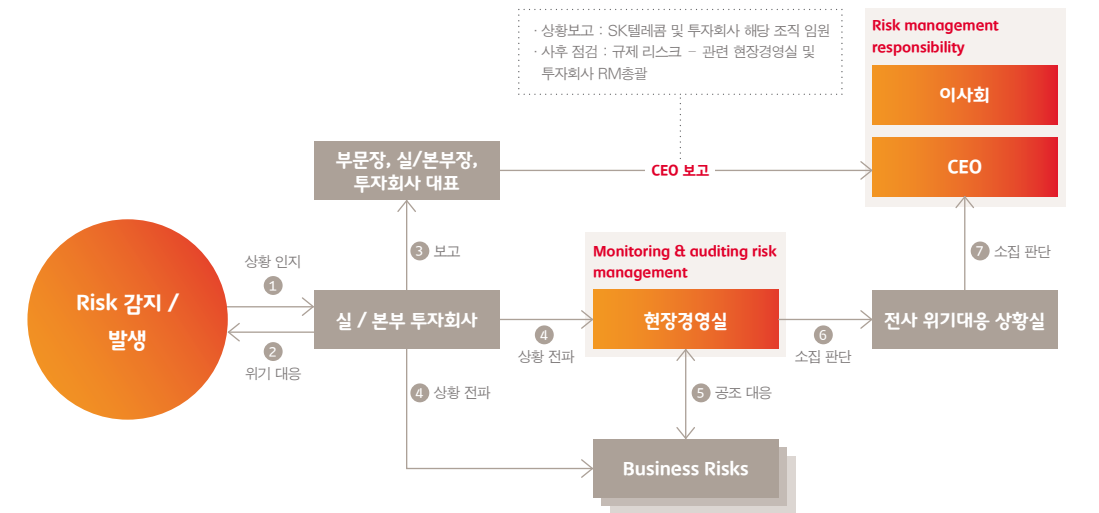 · 상황보고 : SK텔레콤 및 투자회사 해당 조직 임원
· 사후 점검 : 규제 리스크 – 관련 현장경영실 및
투자회사 RM총괄
Risk management
responsibility
이사회
CEO
부문장, 실/본부장,
투자회사 대표
CEO 보고
3 보고
7 소집 판단
Monitoring & auditing risk
management
Risk 감지 /
발생
상황 인지
1
2
위기 대응
실 / 본부 투자회사
4
상황 전파
현장경영실
6
소집 판단
전사 위기대응 상황실
4 상황 전파
5 공조 대응
Business Risks